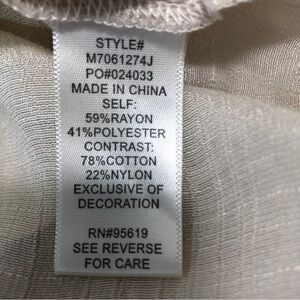 STYLE#
M7061274J
PO#024033
MADE IN CHINA
SELF:
59%RAYON
41%POLYESTER
CONTRAST:
78%COTTON
22%NYLON
EXCLUSIVE OF
DECORATION
RN#95619
SEE REVERSE
FOR CARE